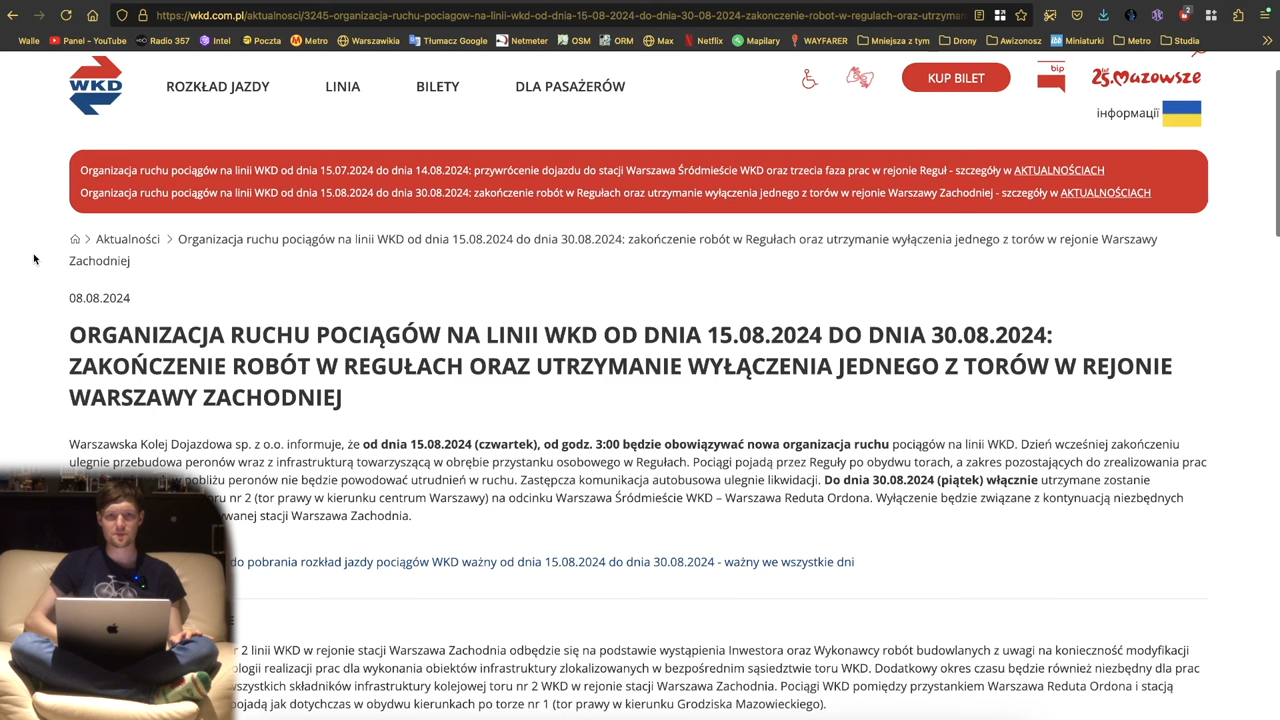 https://wkd.com.pl/aktualnosci/3245-organizacja-ruchu-pociagow-na-linii-wkd-od-dnia-15-08-2024-do-dnia-30-08-2024-zakonczenie-robot-w-regulach-oraz-utrzyman
Walle Panel - YouTube Radio 357 Intel Poczta Metro Warszawikia Tłumacz Google Netmeter OSM ORM Max Netflix Mapilary WAYFARER Mniejsza z tym Drony Awizonosz Miniaturki Metro Studia
WKD
ROZKŁAD JAZDY LINIA BILETY DLA PASAŻERÓW
KUP BILET
bip
25 lat Mazowsze
інформації
Organizacja ruchu pociągów na linii WKD od dnia 15.07.2024 do dnia 14.08.2024: przywrócenie dojazdu do stacji Warszawa Śródmieście WKD oraz trzecia faza prac w rejonie Reguł - szczegóły w AKTUALNOŚCIACH
Organizacja ruchu pociągów na linii WKD od dnia 15.08.2024 do dnia 30.08.2024: zakończenie robót w Regułach oraz utrzymanie wyłączenia jednego z torów w rejonie Warszawy Zachodniej - szczegóły w AKTUALNOŚCIACH
Aktualności > Organizacja ruchu pociągów na linii WKD od dnia 15.08.2024 do dnia 30.08.2024: zakończenie robót w Regułach oraz utrzymanie wyłączenia jednego z torów w rejonie Warszawy
Zachodniej
08.08.2024
ORGANIZACJA RUCHU POCIĄGÓW NA LINII WKD OD DNIA 15.08.2024 DO DNIA 30.08.2024:
ZAKOŃCZENIE ROBÓT W REGUŁACH ORAZ UTRZYMANIE WYŁĄCZENIA JEDNEGO Z TORÓW W REJONIE
WARSZAWY ZACHODNIEJ
Warszawska Kolej Dojazdowa sp. z o.o. informuje, że od dnia 15.08.2024 (czwartek), od godz. 3:00 będzie obowiązywać nowa organizacja ruchu pociągów na linii WKD. Dzień wcześniej zakończeniu
ulegnie przebudowa peronów wraz z infrastrukturą towarzyszącą w obrębie przystanku osobowego w Regułach. Pociągi pojadą przez Reguły po obydwu torach, a zakres pozostających do zrealizowania prac
w pobliżu peronów nie będzie powodować utrudnień w ruchu. Zastępcza komunikacja autobusowa ulegnie likwidacji. Do dnia 30.08.2024 (piątek) włącznie utrzymane zostanie
toru nr 2 (tor prawy w kierunku centrum Warszawy) na odcinku Warszawa Śródmieście WKD – Warszawa Reduta Ordona. Wyłączenie będzie związane z kontynuacją niezbędnych
wanej stacji Warszawa Zachodnia.
do pobrania rozkład jazdy pociągów WKD ważny od dnia 15.08.2024 do dnia 30.08.2024 - ważny we wszystkie dni
r 2 linii WKD w rejonie stacji Warszawa Zachodnia odbędzie się na podstawie wystąpienia Inwestora oraz Wykonawcy robót budowlanych z uwagi na konieczność modyfikacji
ologii realizacji prac dla wykonania obiektów infrastruktury zlokalizowanych w bezpośrednim sąsiedztwie toru WKD. Dodatkowy okres czasu będzie również niezbędny dla prac
wszystkich składników infrastruktury kolejowej toru nr 2 WKD w rejonie stacji Warszawa Zachodnia. Pociągi WKD pomiędzy przystankiem Warszawa Reduta Ordona i stacją
pojadą jak dotychczas w obydwu kierunkach po torze nr 1 (tor prawy w kierunku Grodziska Mazowieckiego).